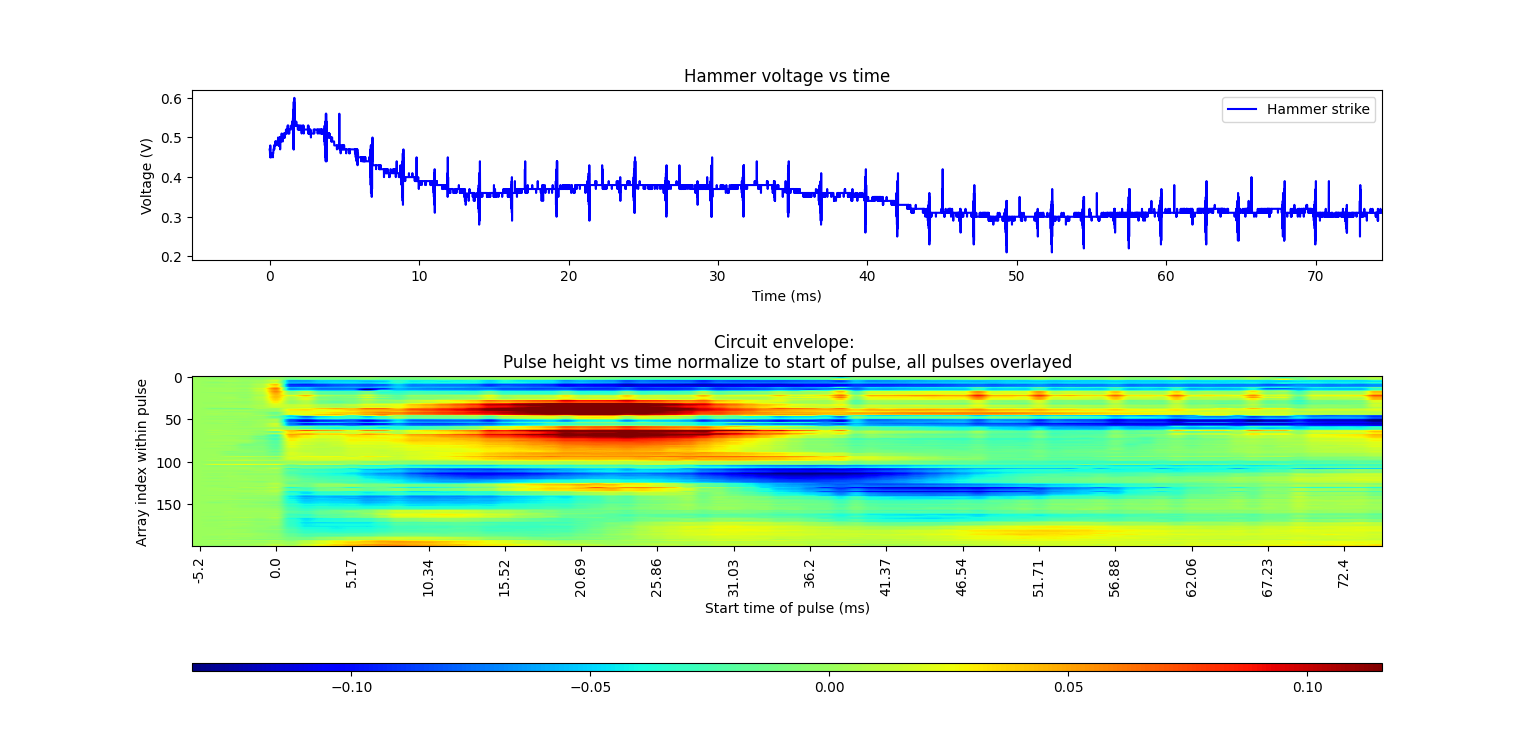 Hammer voltage vs time
0.6
0.5
0.4
0.3
0.2
Voltage (V)
Hammer strike
0 10 20 30 40 50 60 70
Time (ms)
Circuit envelope:
Pulse height vs time normalize to start of pulse, all pulses overlayed
0
50
100
150
Array index within pulse
-5.2 0.0 5.17 10.34 15.52 20.69 25.86 31.03 36.2 41.37 46.54 51.71 56.88 62.06 67.23 72.4
Start time of pulse (ms)
−0.10 −0.05 0.00 0.05 0.10